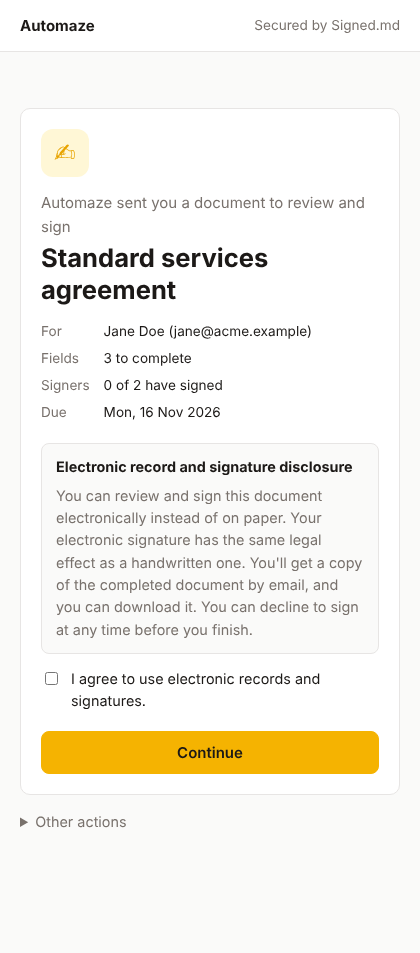 Automaze
Secured by Signed.md
Automaze sent you a document to review and
sign
Standard services
agreement
For Jane Doe (jane@acme.example)
Fields 3 to complete
Signers 0 of 2 have signed
Due Mon, 16 Nov 2026
Electronic record and signature disclosure
You can review and sign this document
electronically instead of on paper. Your
electronic signature has the same legal
effect as a handwritten one. You'll get a copy
of the completed document by email, and
you can download it. You can decline to sign
at any time before you finish.
I agree to use electronic records and
signatures.
Continue
Other actions